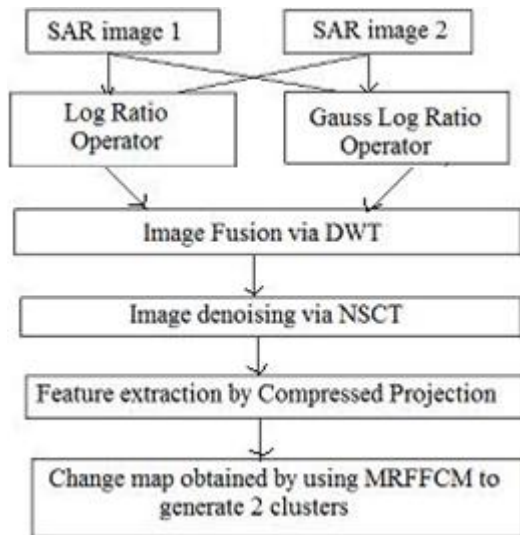 SAR image 1
SAR image 2
Log Ratio
Operator
Gauss Log Ratio
Operator
Image Fusion via DWT
Image denoising via NSCT
Feature extraction by Compressed Projection
Change map obtained by using MRFFCM to
generate 2 clusters